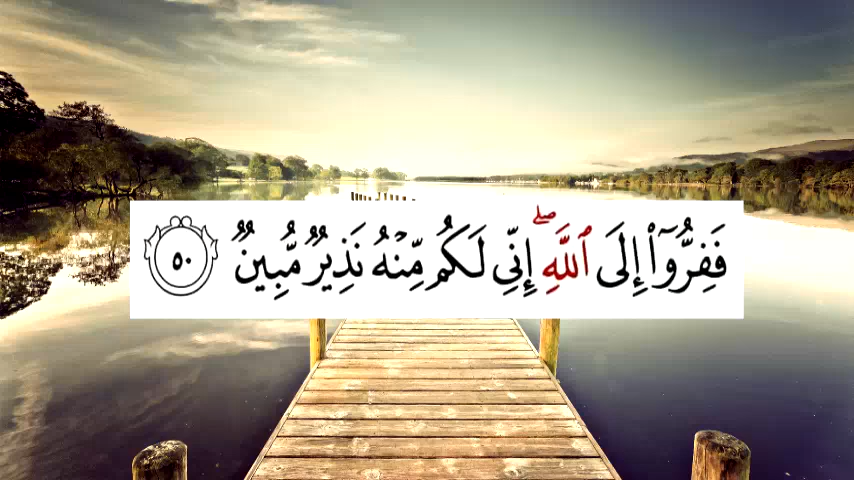 فَفِرُّوٓا۟ إِلَى ٱللَّهِ ۖ إِنِّى لَكُم مِّنْهُ نَذِيرٌ مُّبِينٌ ٥٠